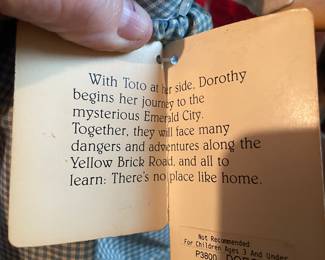 With Toto at her side, Dorothy
begins her journey to the
mysterious Emerald City.
Together, they will face many
dangers and adventures along the
Yellow Brick Road, and all to
learn: There's no place like home.
Not Recommended
For Children Ages 3 And Under
P3800